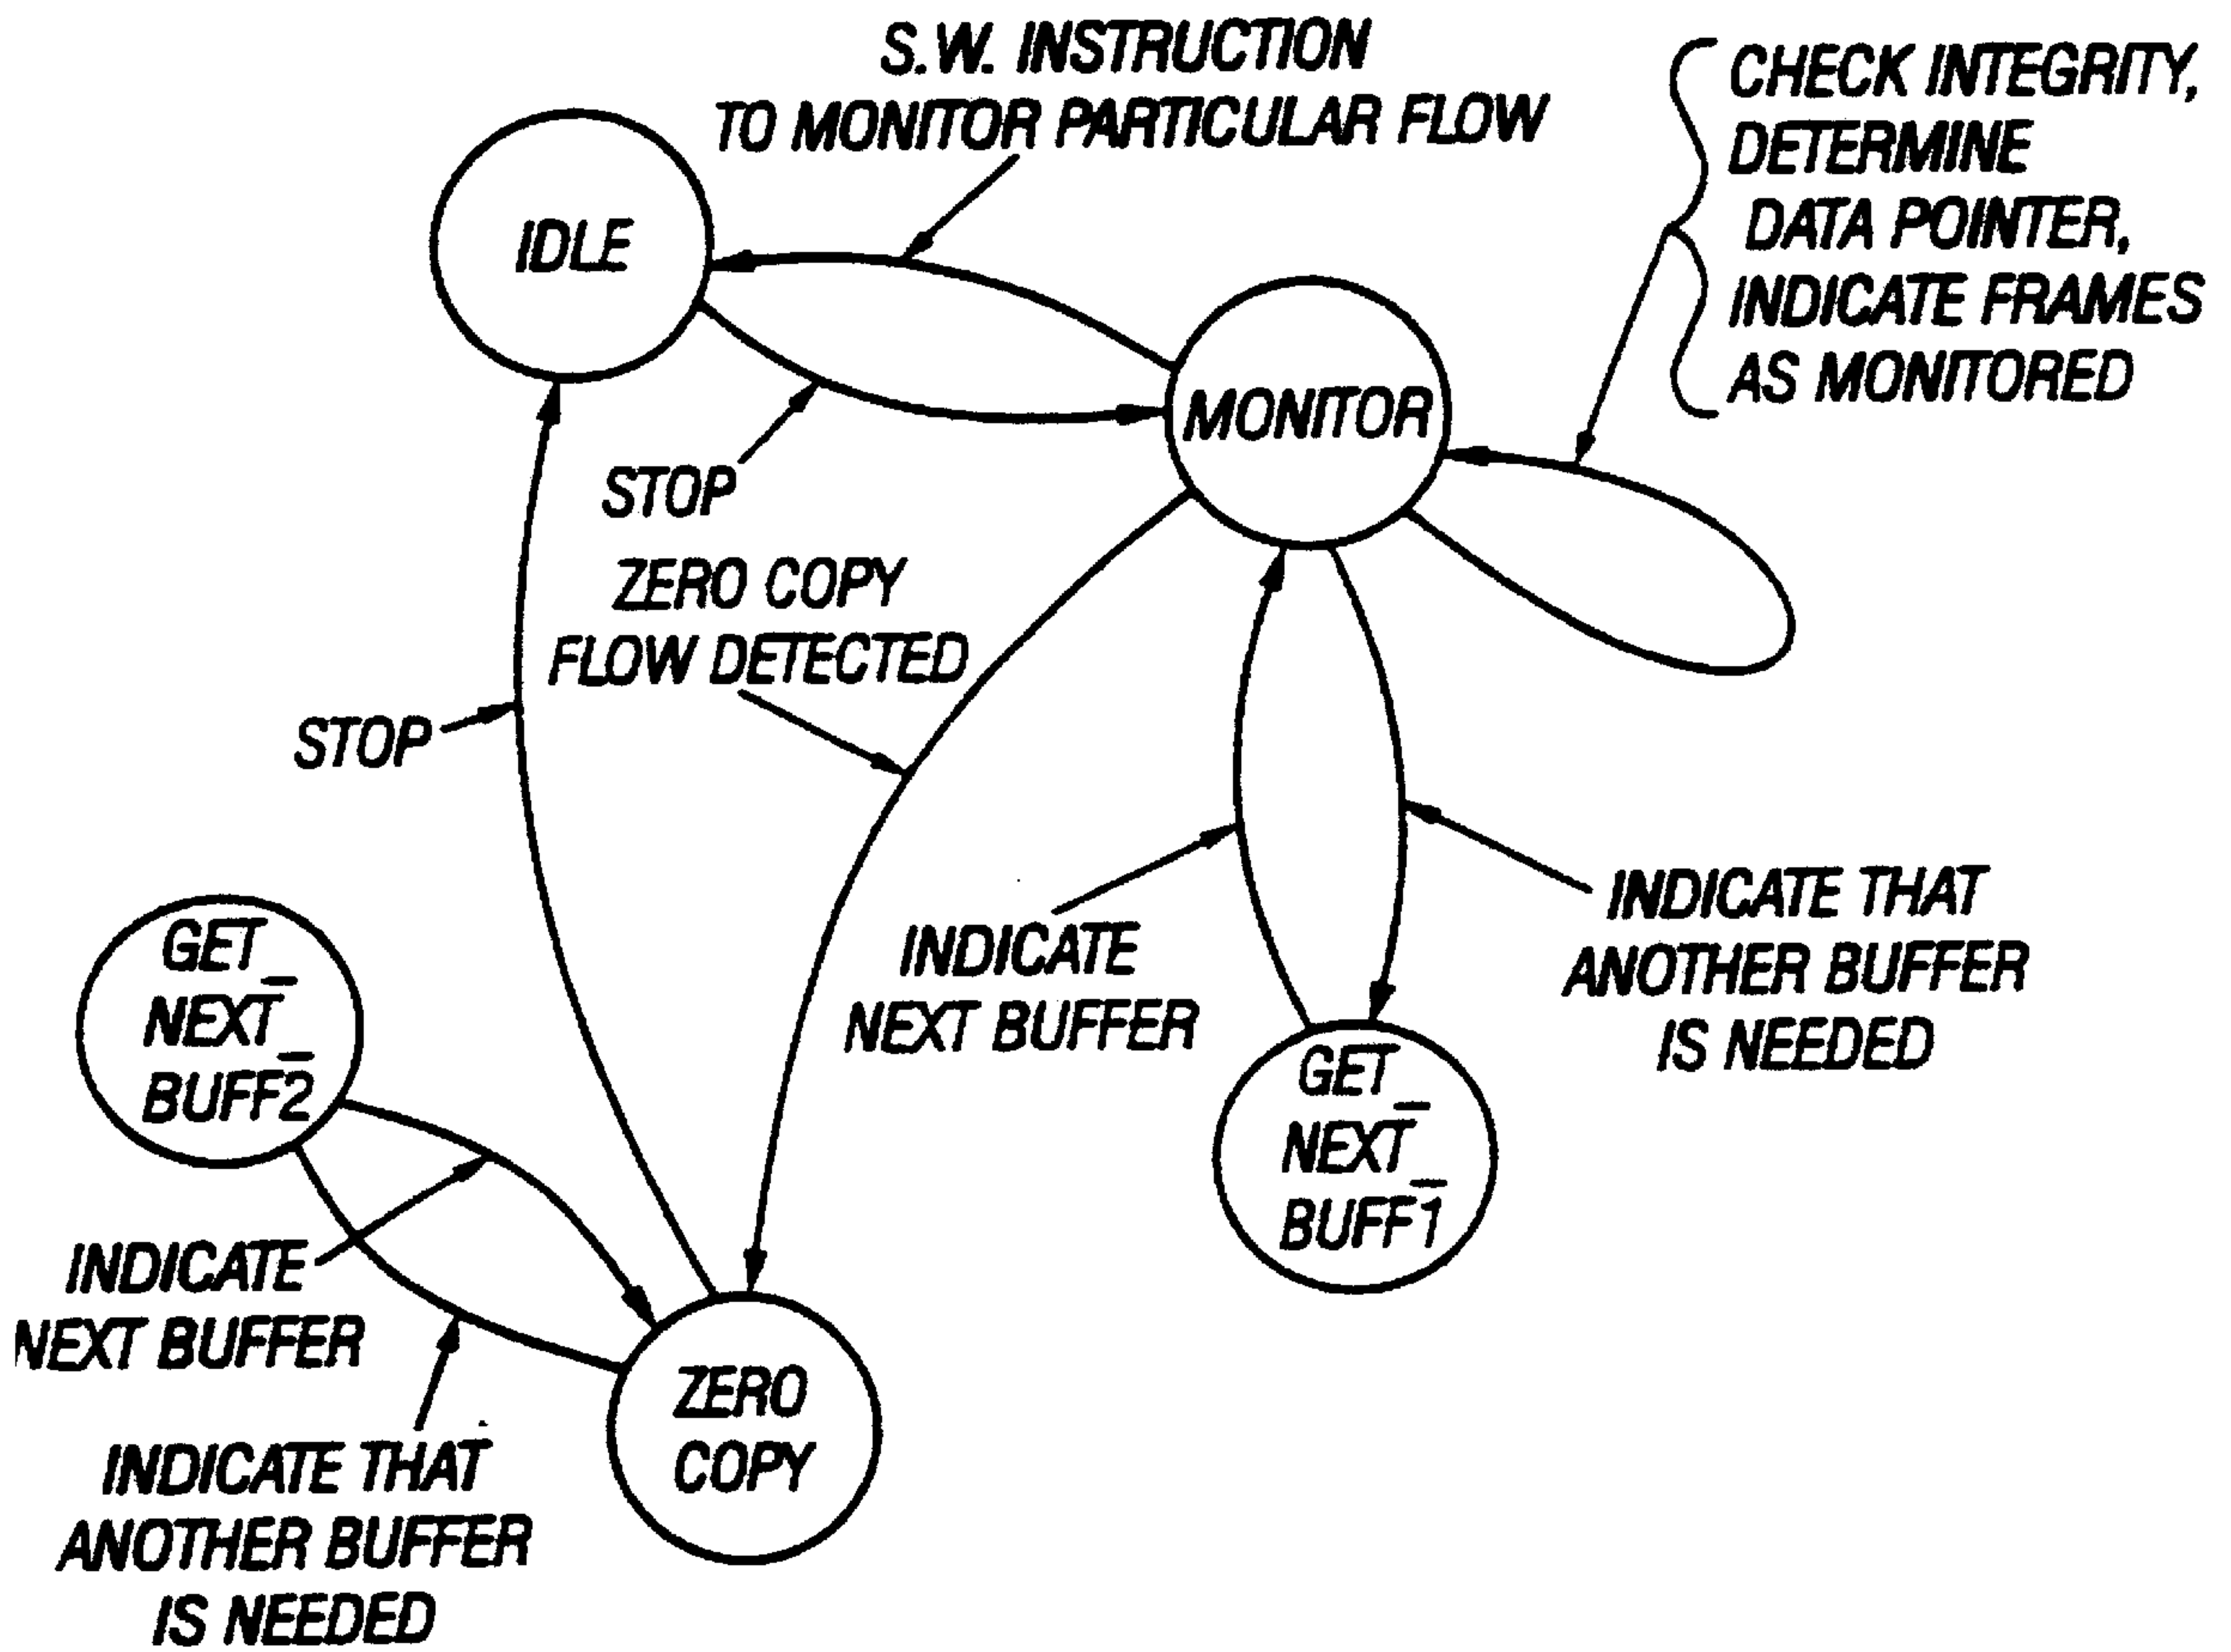 S.W. INSTRUCTION
TO MONITOR PARTICULAR FLOW
CHECK INTEGRITY,
DETERMINE
DATA POINTER,
INDICATE FRAMES
AS MONITORED
IDLE
MONITOR
STOP
ZERO COPY
FLOW DETECTED
STOP
INDICATE
NEXT BUFFER
INDICATE THAT
ANOTHER BUFFER
IS NEEDED
GET_
NEXT_
BUFF2
GET_
NEXT_
BUFF1
INDICATE
NEXT BUFFER
ZERO
COPY
INDICATE THAT
ANOTHER BUFFER
IS NEEDED